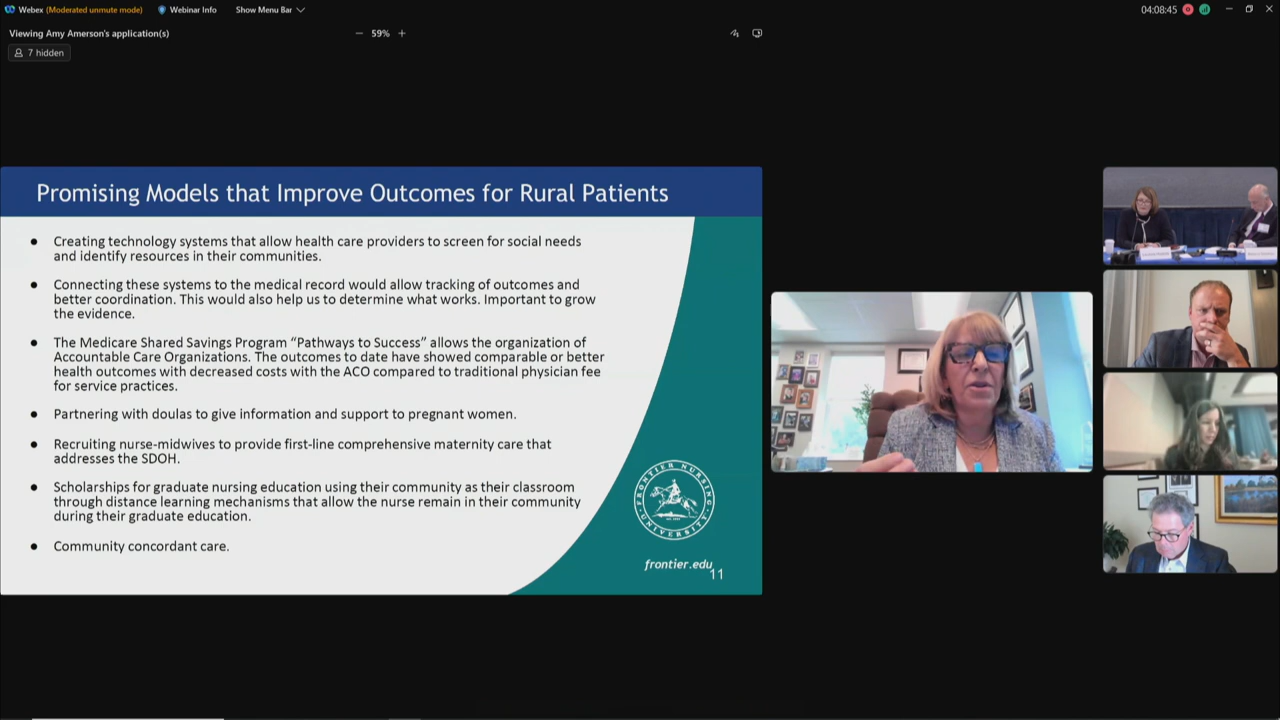 Webex (Moderated unmute mode) Webinar Info Show Menu Bar 04:08:45
Viewing Amy Amerson's application(s) 59%
7 hidden
Promising Models that Improve Outcomes for Rural Patients
● Creating technology systems that allow health care providers to screen for social needs
and identify resources in their communities.
● Connecting these systems to the medical record would allow tracking of outcomes and
better coordination. This would also help us to determine what works. Important to grow
the evidence.
● The Medicare Shared Savings Program “Pathways to Success” allows the organization of
Accountable Care Organizations. The outcomes to date have showed comparable or better
health outcomes with decreased costs with the ACO compared to traditional physician fee
for service practices.
● Partnering with doulas to give information and support to pregnant women.
● Recruiting nurse-midwives to provide first-line comprehensive maternity care that
addresses the SDOH.
● Scholarships for graduate nursing education using their community as their classroom
through distance learning mechanisms that allow the nurse remain in their community
during their graduate education.
● Community concordant care.
FRONTIER NURSING UNIVERSITY
frontier.edu
11